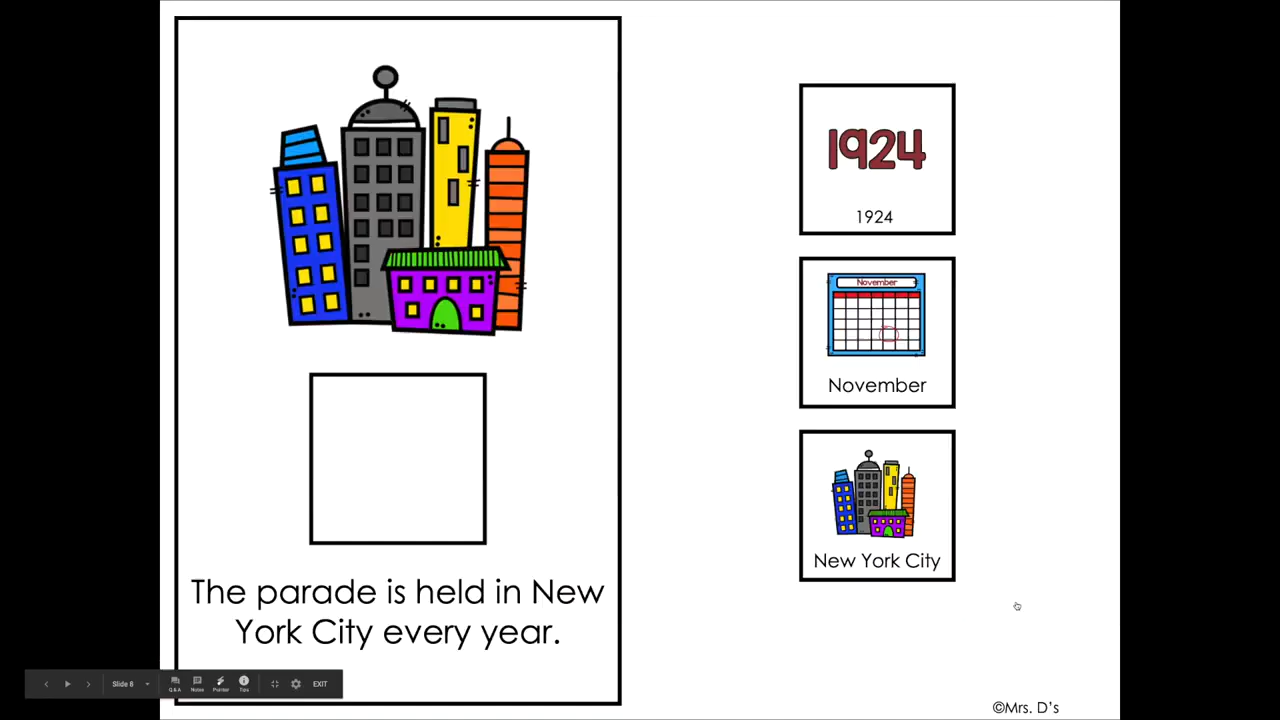 The parade is held in New
York City every year.
1924
1924
November
November
New York City
Slide 8
Q&A
Notes
Pointer
Tips
EXIT
©Mrs. D's